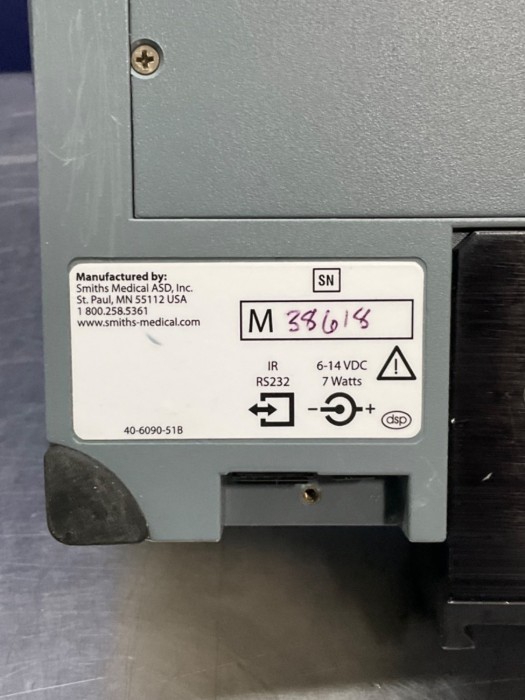 Manufactured by:
Smiths Medical ASD, Inc.
St. Paul, MN 55112 USA
1 800.258.5361
www.smiths-medical.com
SN
M 38618
IR
RS232
6-14 VDC
7 Watts
- +
dsp
40-6090-51B